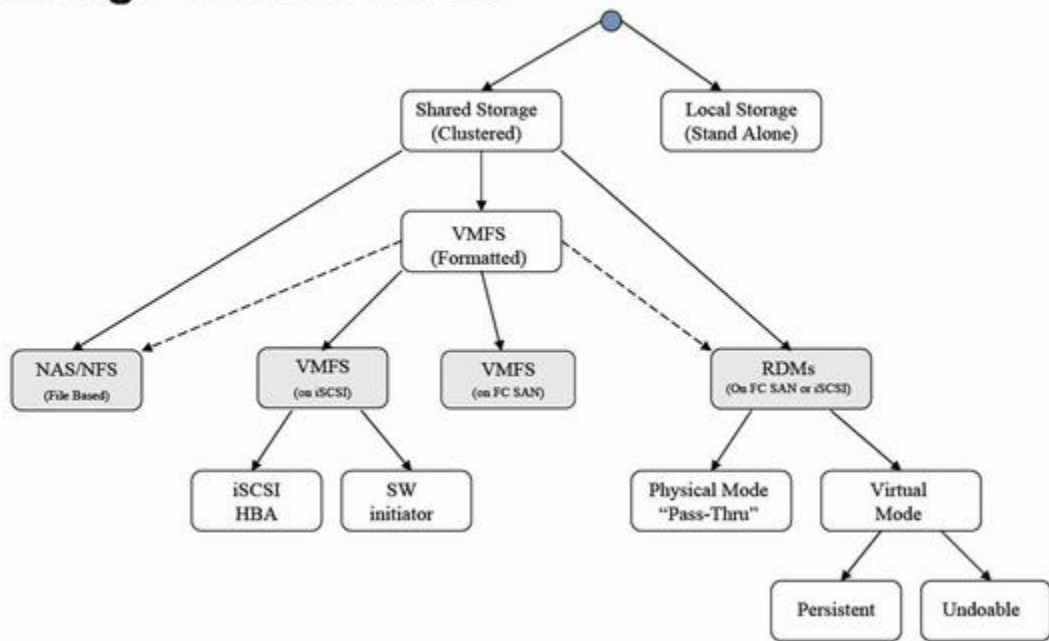 Shared Storage
(Clustered)
Local Storage
(Stand Alone)
VMFS
(Formatted)
NAS/NFS
(File Based)
VMFS
(on iSCSI)
VMFS
(on FC SAN)
RDMs
(On FC SAN or iSCSI)
iSCSI
HBA
SW
initiator
Physical Mode
“Pass-Thru”
Virtual
Mode
Persistent
Undoable